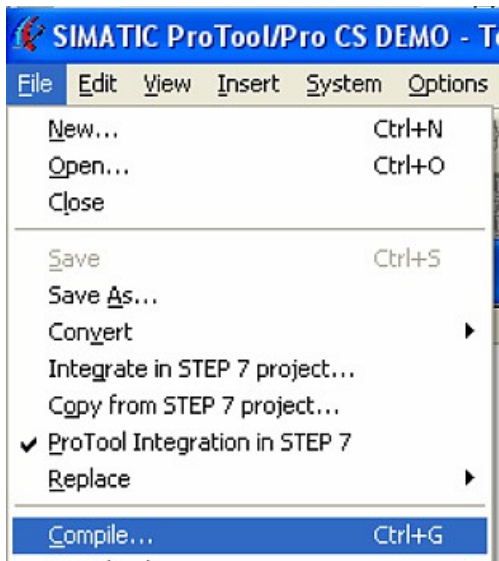 SIMATIC ProTool/Pro CS DEMO - T
File Edit View Insert System Options
New... Ctrl+N
Open... Ctrl+O
Close
Save Ctrl+S
Save As...
Convert
Integrate in STEP 7 project...
Copy from STEP 7 project...
ProTool Integration in STEP 7
Replace
Compile... Ctrl+G